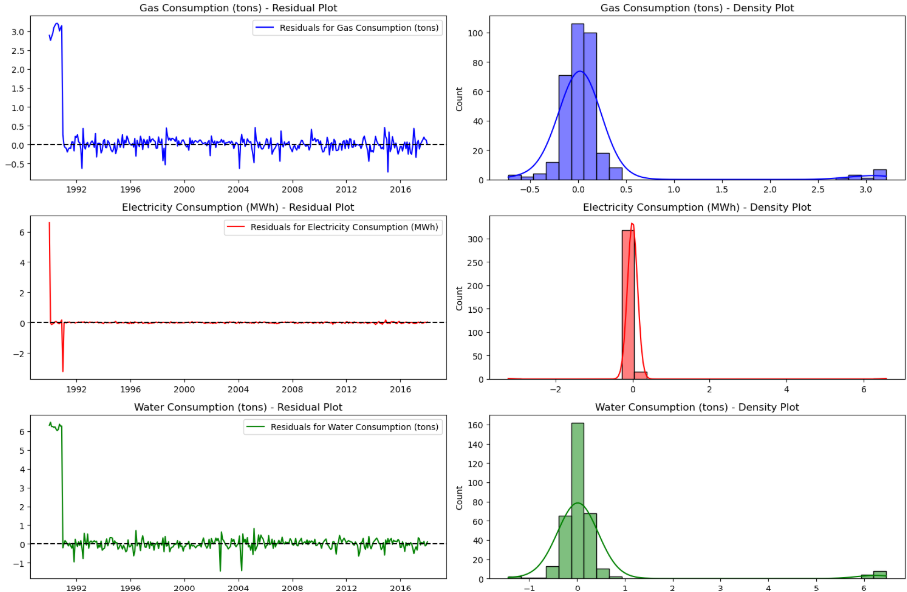 Gas Consumption (tons) - Residual Plot
Residuals for Gas Consumption (tons)
3.0
2.5
2.0
1.5
1.0
0.5
0.0
−0.5
1992 1996 2000 2004 2008 2012 2016
Gas Consumption (tons) - Density Plot
Count
100
80
60
40
20
0
−0.5 0.0 0.5 1.0 1.5 2.0 2.5 3.0
Electricity Consumption (MWh) - Residual Plot
Residuals for Electricity Consumption (MWh)
6
4
2
0
−2
1992 1996 2000 2004 2008 2012 2016
Electricity Consumption (MWh) - Density Plot
Count
300
250
200
150
100
50
0
−2 0 2 4 6
Water Consumption (tons) - Residual Plot
Residuals for Water Consumption (tons)
6
5
4
3
2
1
0
−1
1992 1996 2000 2004 2008 2012 2016
Water Consumption (tons) - Density Plot
Count
160
140
120
100
80
60
40
20
0
−1 0 1 2 3 4 5 6